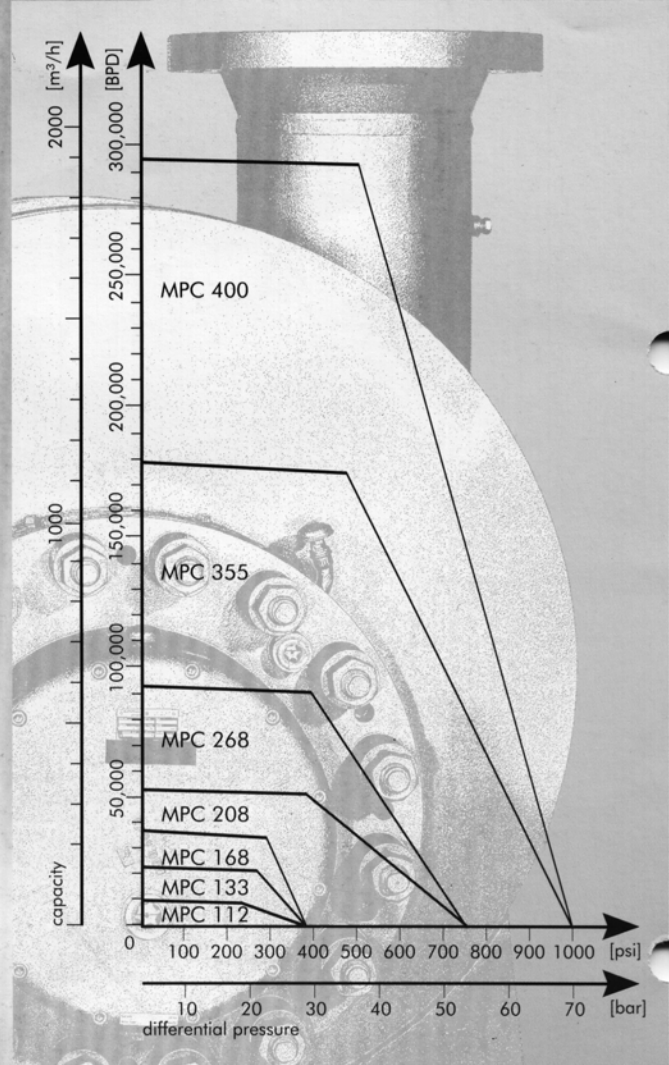 [m³/h]
[BPD]
2000
300,000
250,000
MPC 400
200,000
1000
150,000
MPC 355
100,000
MPC 268
50,000
MPC 208
MPC 168
capacity
MPC 133
MPC 112
0 100 200 300 400 500 600 700 800 900 1000 [psi]
10 20 30 40 50 60 70 [bar]
differential pressure